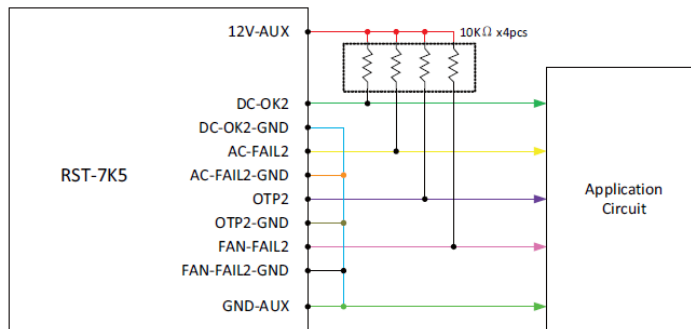 12V-AUX
10KΩ x4pcs
DC-OK2
DC-OK2-GND
AC-FAIL2
AC-FAIL2-GND
RST-7K5
OTP2
OTP2-GND
FAN-FAIL2
FAN-FAIL2-GND
GND-AUX
Application
Circuit